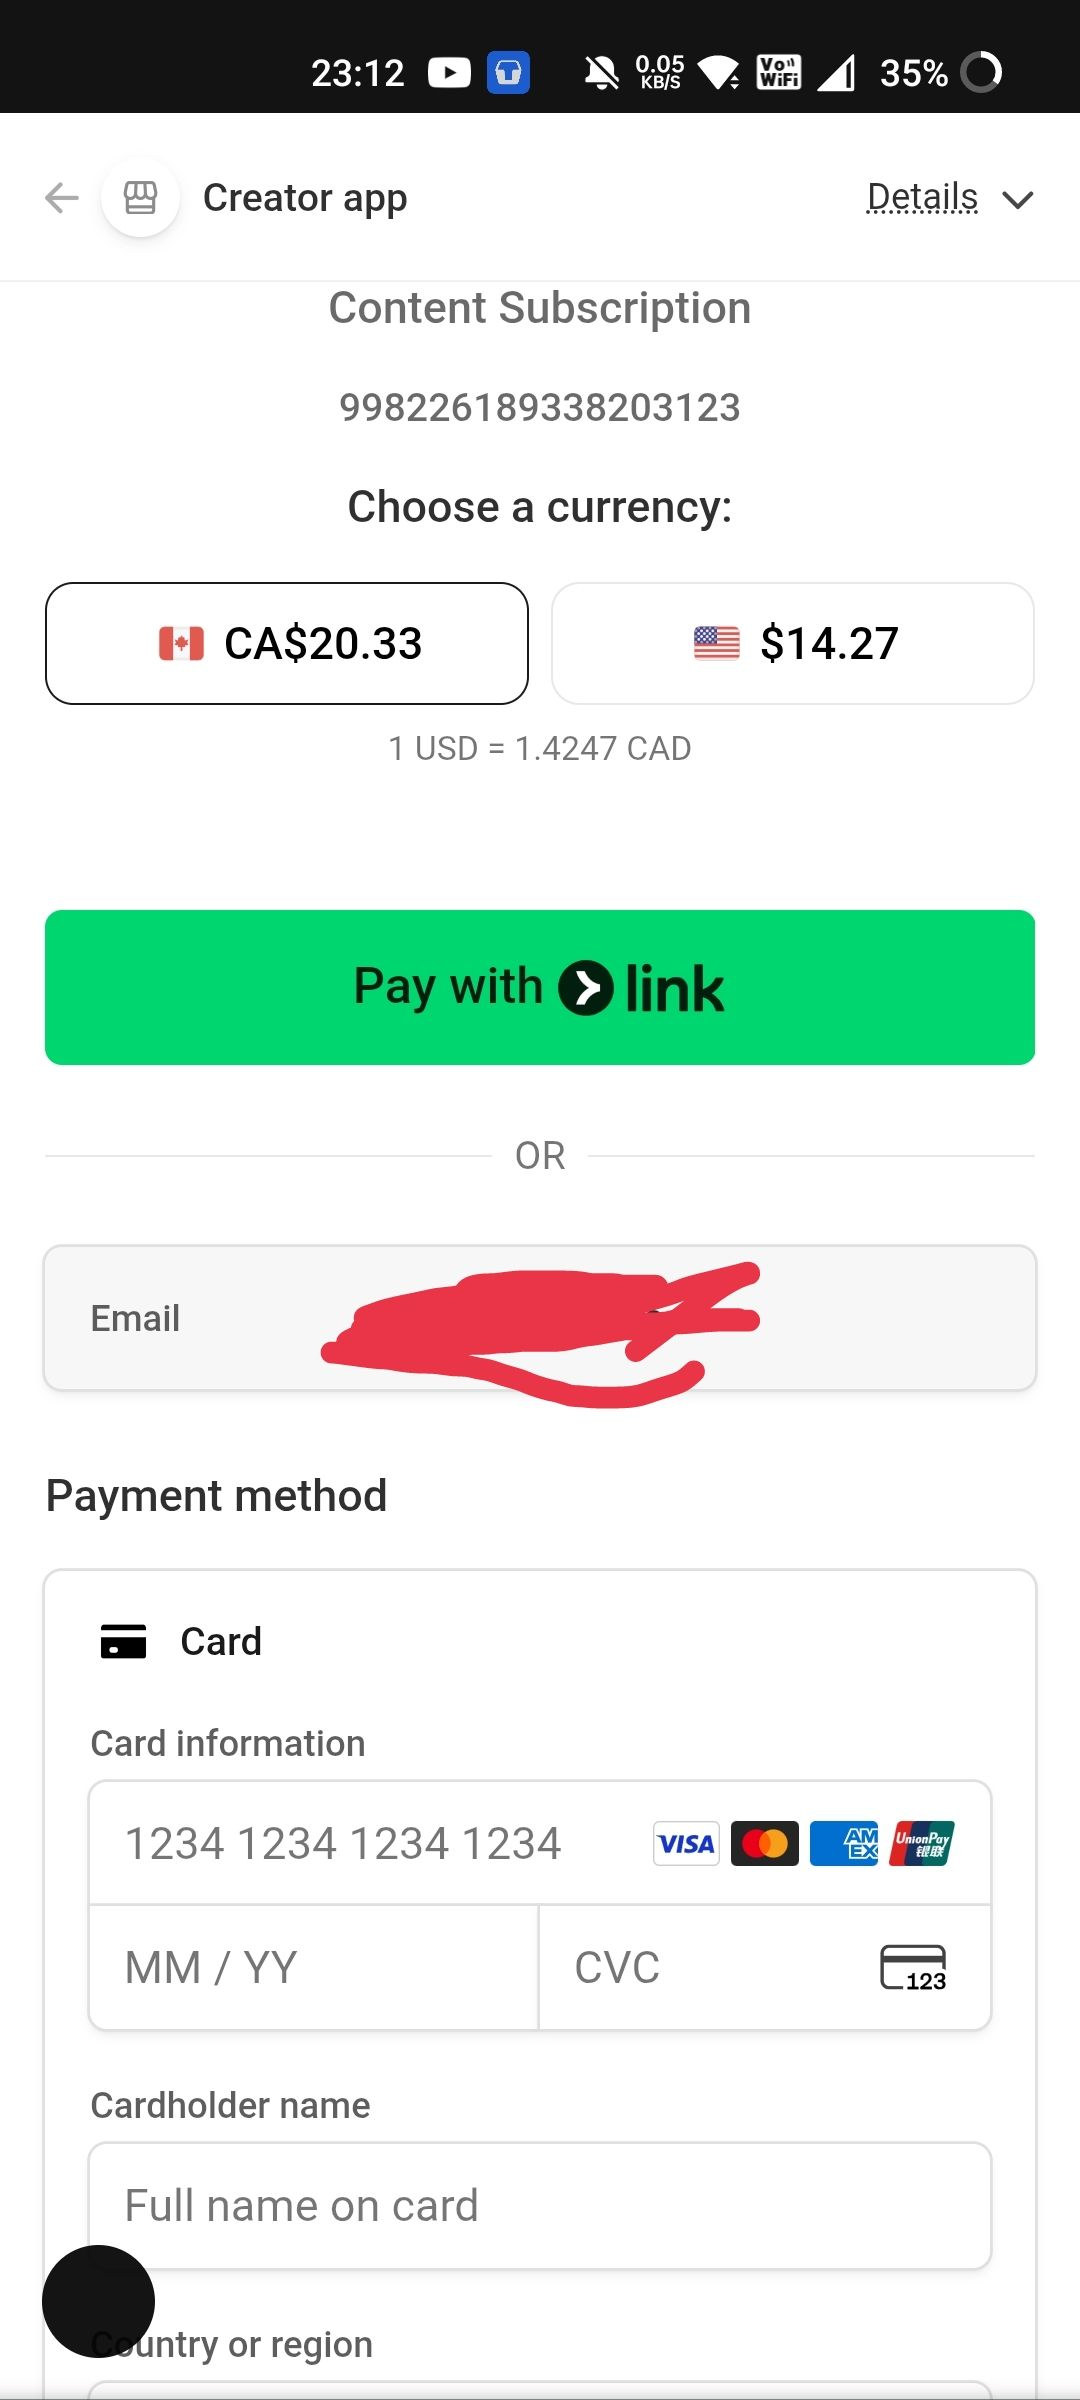 23:12 0.05 KB/S Vo WiFi 35%
Creator app Details
Content Subscription
998226189338203123
Choose a currency:
CA$20.33 $14.27
1 USD = 1.4247 CAD
Pay with link
OR
Email
Payment method
Card
Card information
1234 1234 1234 1234 VISA AM EX UnionPay 银联
MM / YY CVC 123
Cardholder name
Full name on card
Country or region